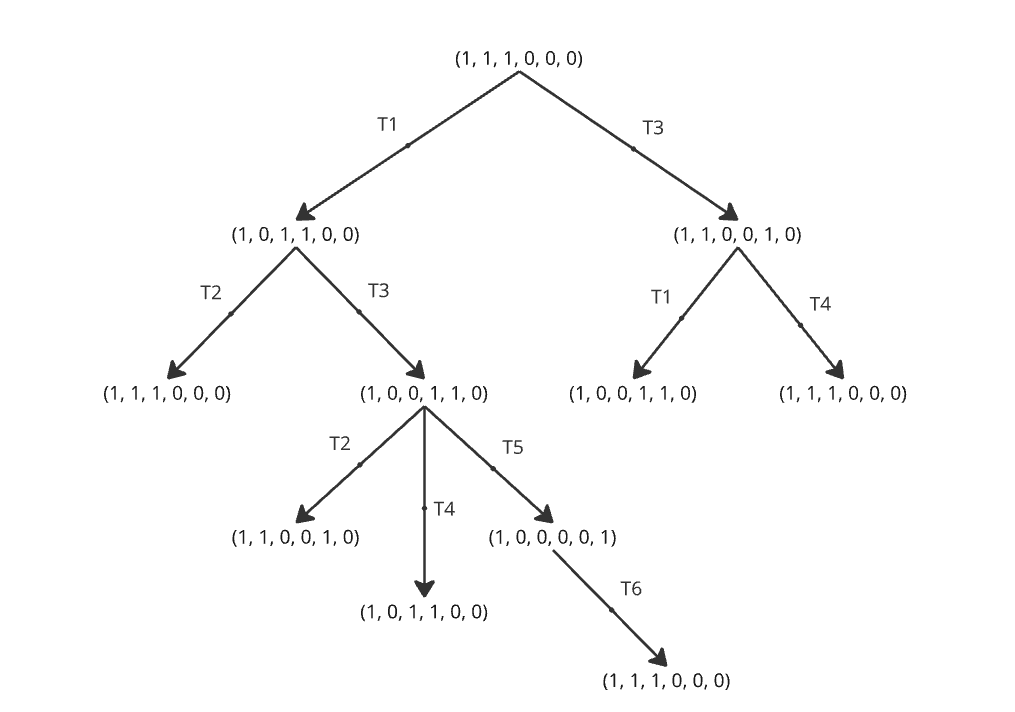 (1, 1, 1, 0, 0, 0)
T1
T3
(1, 0, 1, 1, 0, 0)
(1, 1, 0, 0, 1, 0)
T2
T3
T1
T4
(1, 1, 1, 0, 0, 0)
(1, 0, 0, 1, 1, 0)
(1, 0, 0, 1, 1, 0)
(1, 1, 1, 0, 0, 0)
T2
T5
T4
(1, 1, 0, 0, 1, 0)
(1, 0, 0, 0, 0, 1)
T6
(1, 0, 1, 1, 0, 0)
(1, 1, 1, 0, 0, 0)